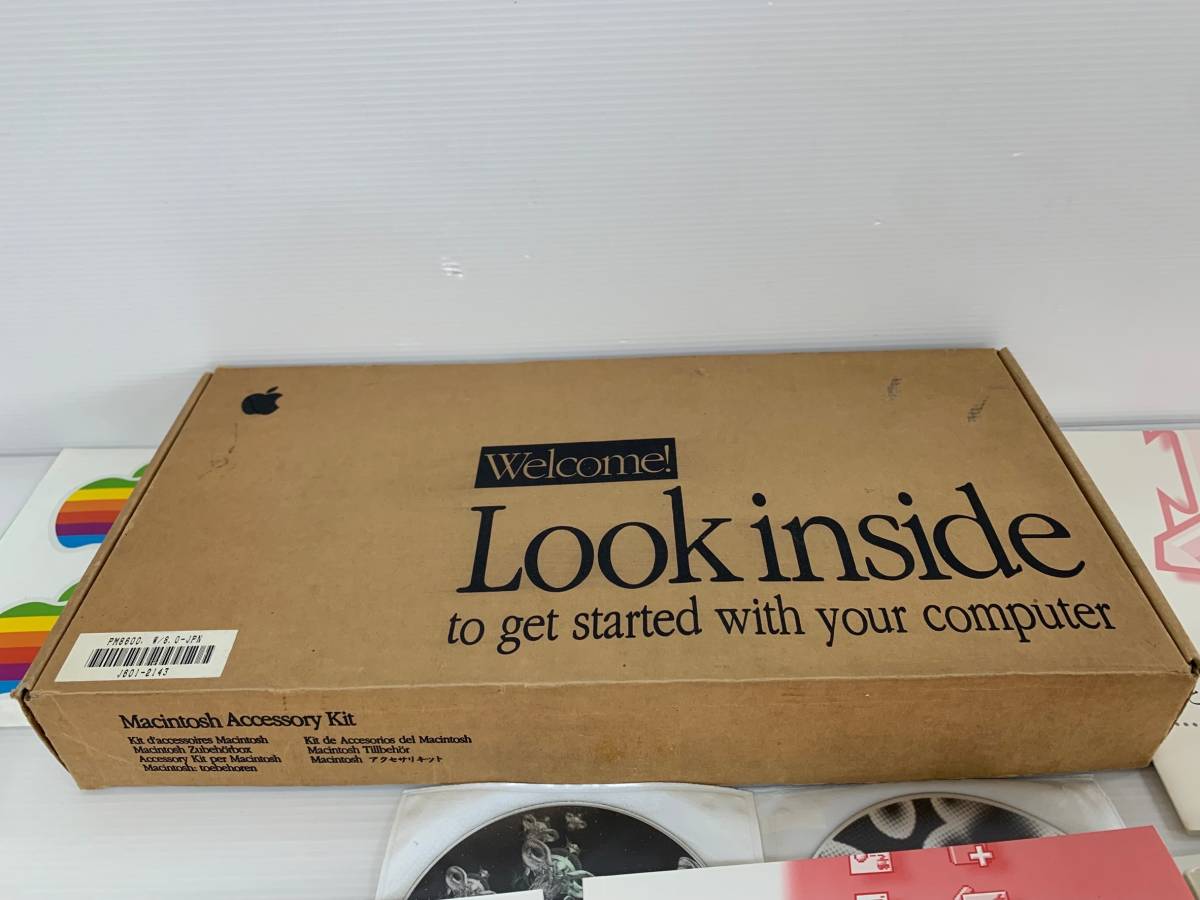 Welcome!
Look inside
to get started with your computer
PM8600. W/8.0-JPN
J601-2143
Macintosh Accessory Kit
Kit d'accessoires Macintosh
Macintosh Zubehörbox
Accessory Kit per Macintosh
Macintosh: toebehoren
Kit de Accesorios del Macintosh
Macintosh Tillbehör
Macintosh アクセサリキット